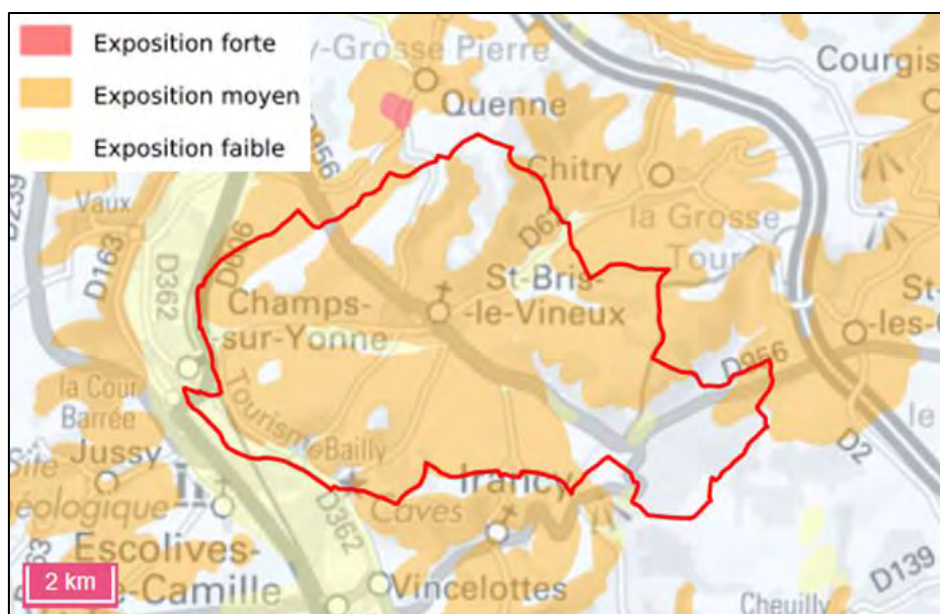 Exposition forte
Exposition moyen
Exposition faible
y-Grosse Pierre
Quenne
Courgis
D956
D239
Vaux
D163
D362
Chitry
la Grosse
Tour
St-Bris-
-le-Vineux
Champs-
-sur-Yonne
St-
-les-
D956
la Cour
Barrée
Tourisme
Bailly
Jussy
D2
le
Site
éologique
Irancy
Caves
D362
Escolives-
-Camille
Vincelottes
D139
Cheuilly
2 km